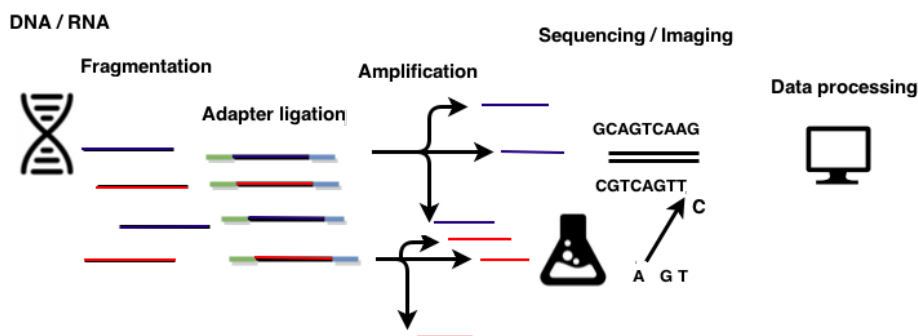 DNA / RNA
Fragmentation
Adapter ligation
Amplification
Sequencing / Imaging
GCAGTCAAG
CGTCAGTT
C
A G T
Data processing